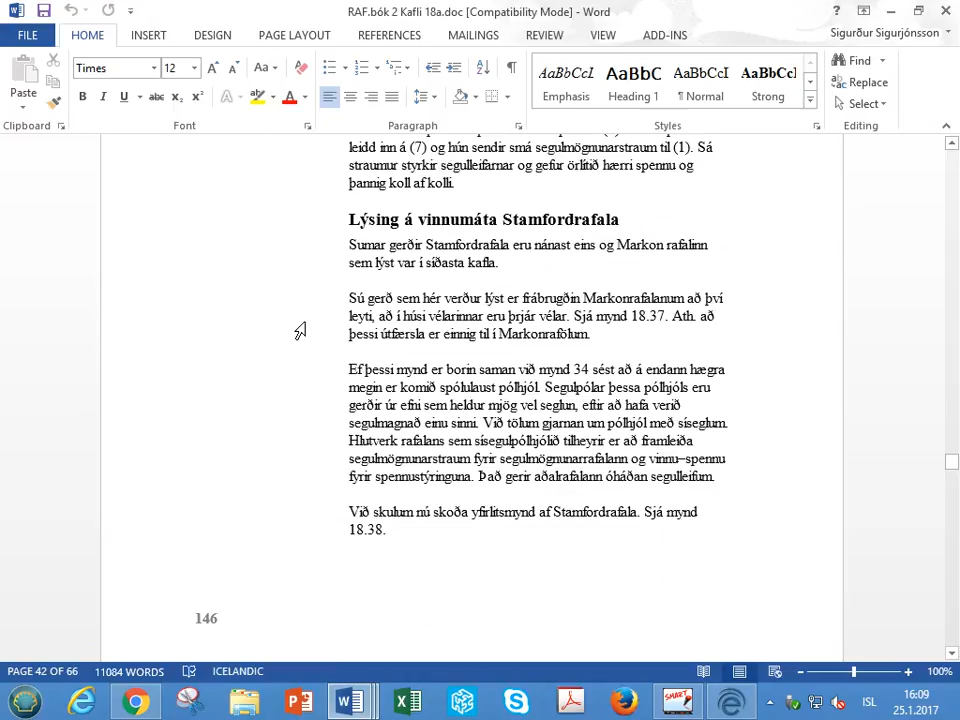 RAF.bók 2 Kafli 18a.doc [Compatibility Mode] - Word
FILE HOME INSERT DESIGN PAGE LAYOUT REFERENCES MAILINGS REVIEW VIEW ADD-INS Sigurður Sigurjónsson
Times 12
Paste
Clipboard Font Paragraph Styles Editing
AaBbCcI Emphasis
AaBbC Heading 1
AaBbCcI ¶ Normal
AaBbCcl Strong
Find
Replace
Select
leidd inn á (7) og hún sendir smá segulmögnunarstraum til (1). Sá
straumur styrkir segulleifarnar og gefur örlítið hærri spennu og
þannig koll af kolli.
Lýsing á vinnumáta Stamfordrafala
Sumar gerðir Stamfordrafala eru nánast eins og Markon rafalinn
sem lýst var í síðasta kafla.
Sú gerð sem hér verður lýst er frábrugðin Markonrafalanum að því
leyti, að í húsi vélarinnar eru þrjár vélar. Sjá mynd 18.37. Ath. að
þessi útfærsla er einnig til í Markonrafölum.
Ef þessi mynd er borin saman við mynd 34 sést að á endann hægra
megin er komið spólulaust pólhjól. Segulpólar þessa pólhjóls eru
gerðir úr efni sem heldur mjög vel seglun, eftir að hafa verið
segulmagnað einu sinni. Við tölum gjarnan um pólhjól með síseglum.
Hlutverk rafalans sem sísegulpólhjólið tilheyrir er að framleiða
segulmögnunarstraum fyrir segulmögnunarrafalann og vinnu–spennu
fyrir spennustýringuna. Það gerir aðalrafalann óháðan segulleifum.
Við skulum nú skoða yfirlitsmynd af Stamfordrafala. Sjá mynd
18.38.
146
PAGE 42 OF 66 11084 WORDS ICELANDIC 100%
ISL 16:09
25.1.2017